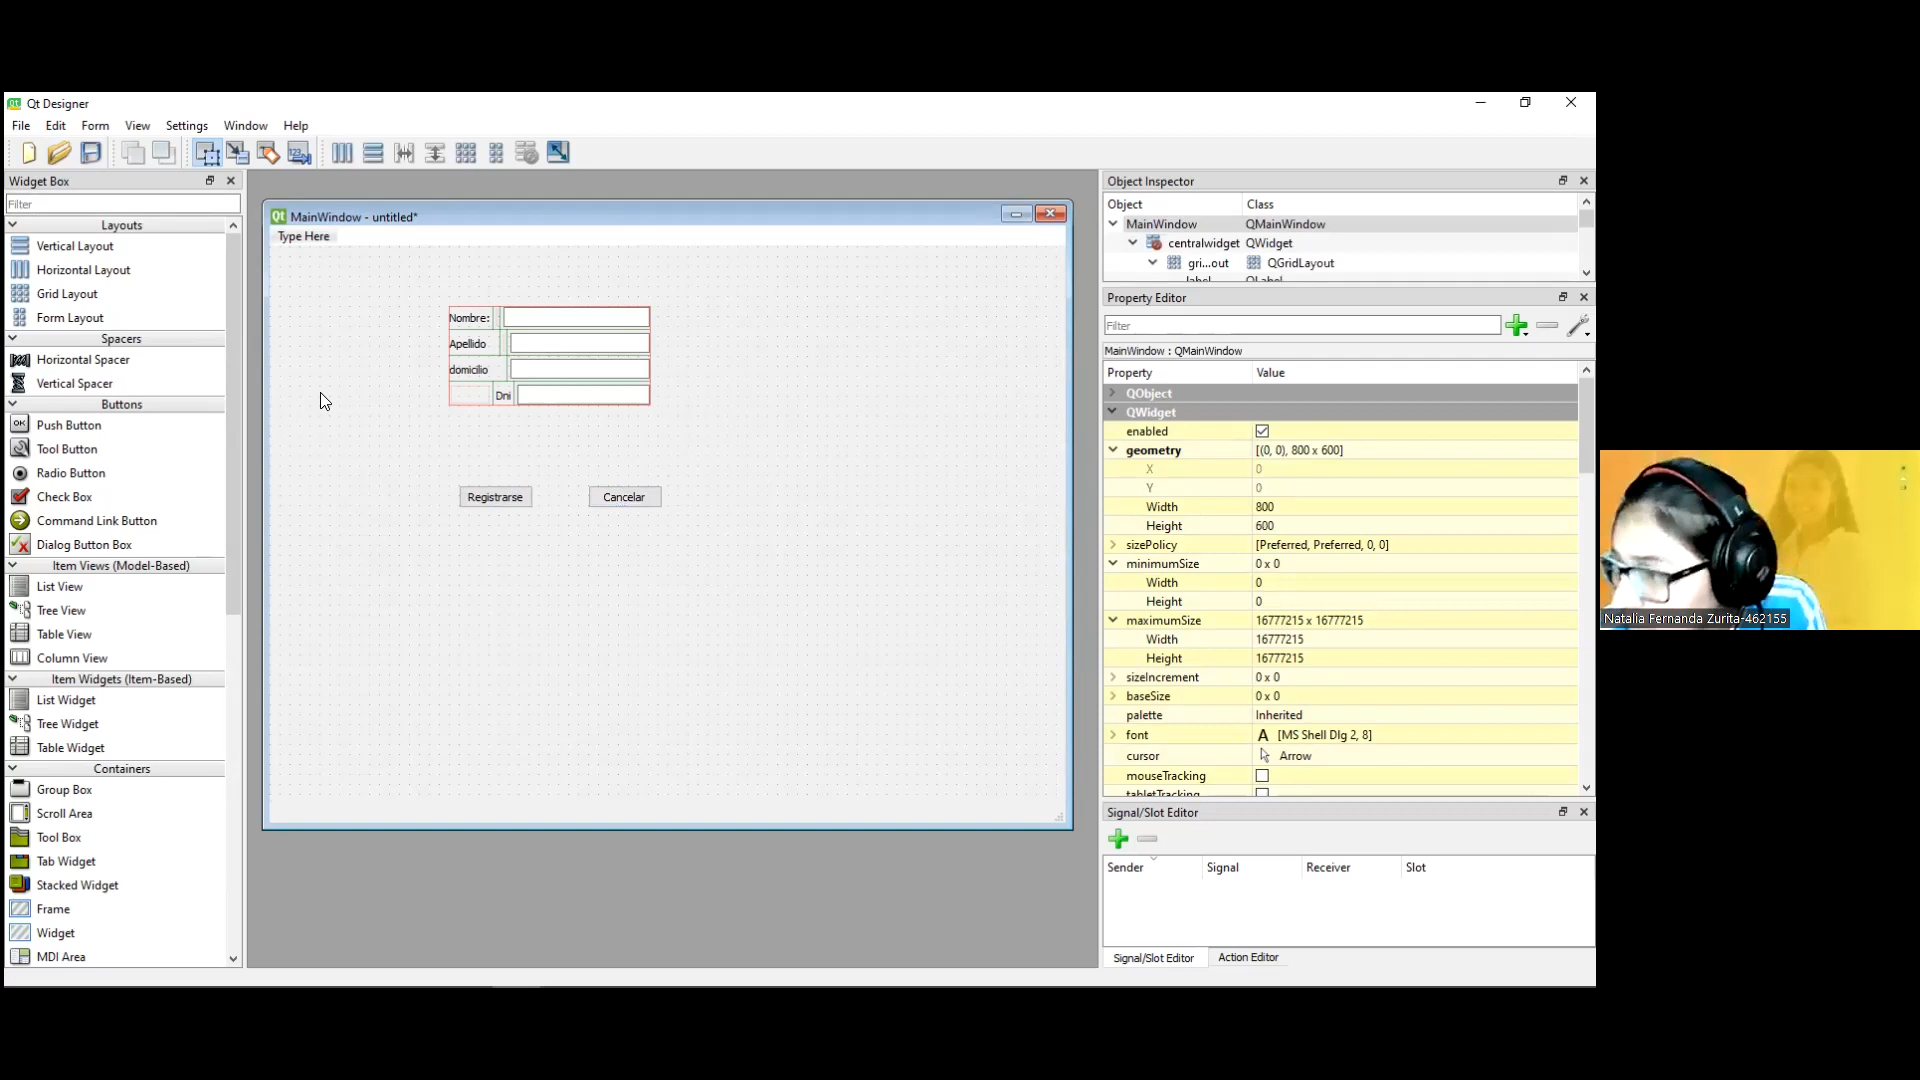 Qt Designer
File Edit Form View Settings Window Help
Widget Box
Filter
Layouts
Vertical Layout
Horizontal Layout
Grid Layout
Form Layout
Spacers
Horizontal Spacer
Vertical Spacer
Buttons
Push Button
Tool Button
Radio Button
Check Box
Command Link Button
Dialog Button Box
Item Views (Model-Based)
List View
Tree View
Table View
Column View
Item Widgets (Item-Based)
List Widget
Tree Widget
Table Widget
Containers
Group Box
Scroll Area
Tool Box
Tab Widget
Stacked Widget
Frame
Widget
MDI Area
MainWindow - untitled*
Type Here
Nombre:
Apellido
domicilio
Dni
Registrarse Cancelar
Object Inspector
Object Class
MainWindow QMainWindow
centralwidget QWidget
gri...out QGridLayout
label QLabel
Property Editor
Filter
MainWindow : QMainWindow
Property Value
QObject
QWidget
enabled
geometry [(0, 0), 800 x 600]
X 0
Y 0
Width 800
Height 600
sizePolicy [Preferred, Preferred, 0, 0]
minimumSize 0 x 0
Width 0
Height 0
maximumSize 16777215 x 16777215
Width 16777215
Height 16777215
sizeIncrement 0 x 0
baseSize 0 x 0
palette Inherited
font A [MS Shell Dlg 2, 8]
cursor Arrow
mouseTracking
tabletTracking
Signal/Slot Editor
Sender Signal Receiver Slot
Signal/Slot Editor Action Editor
Natalia Fernanda Zurita-462155